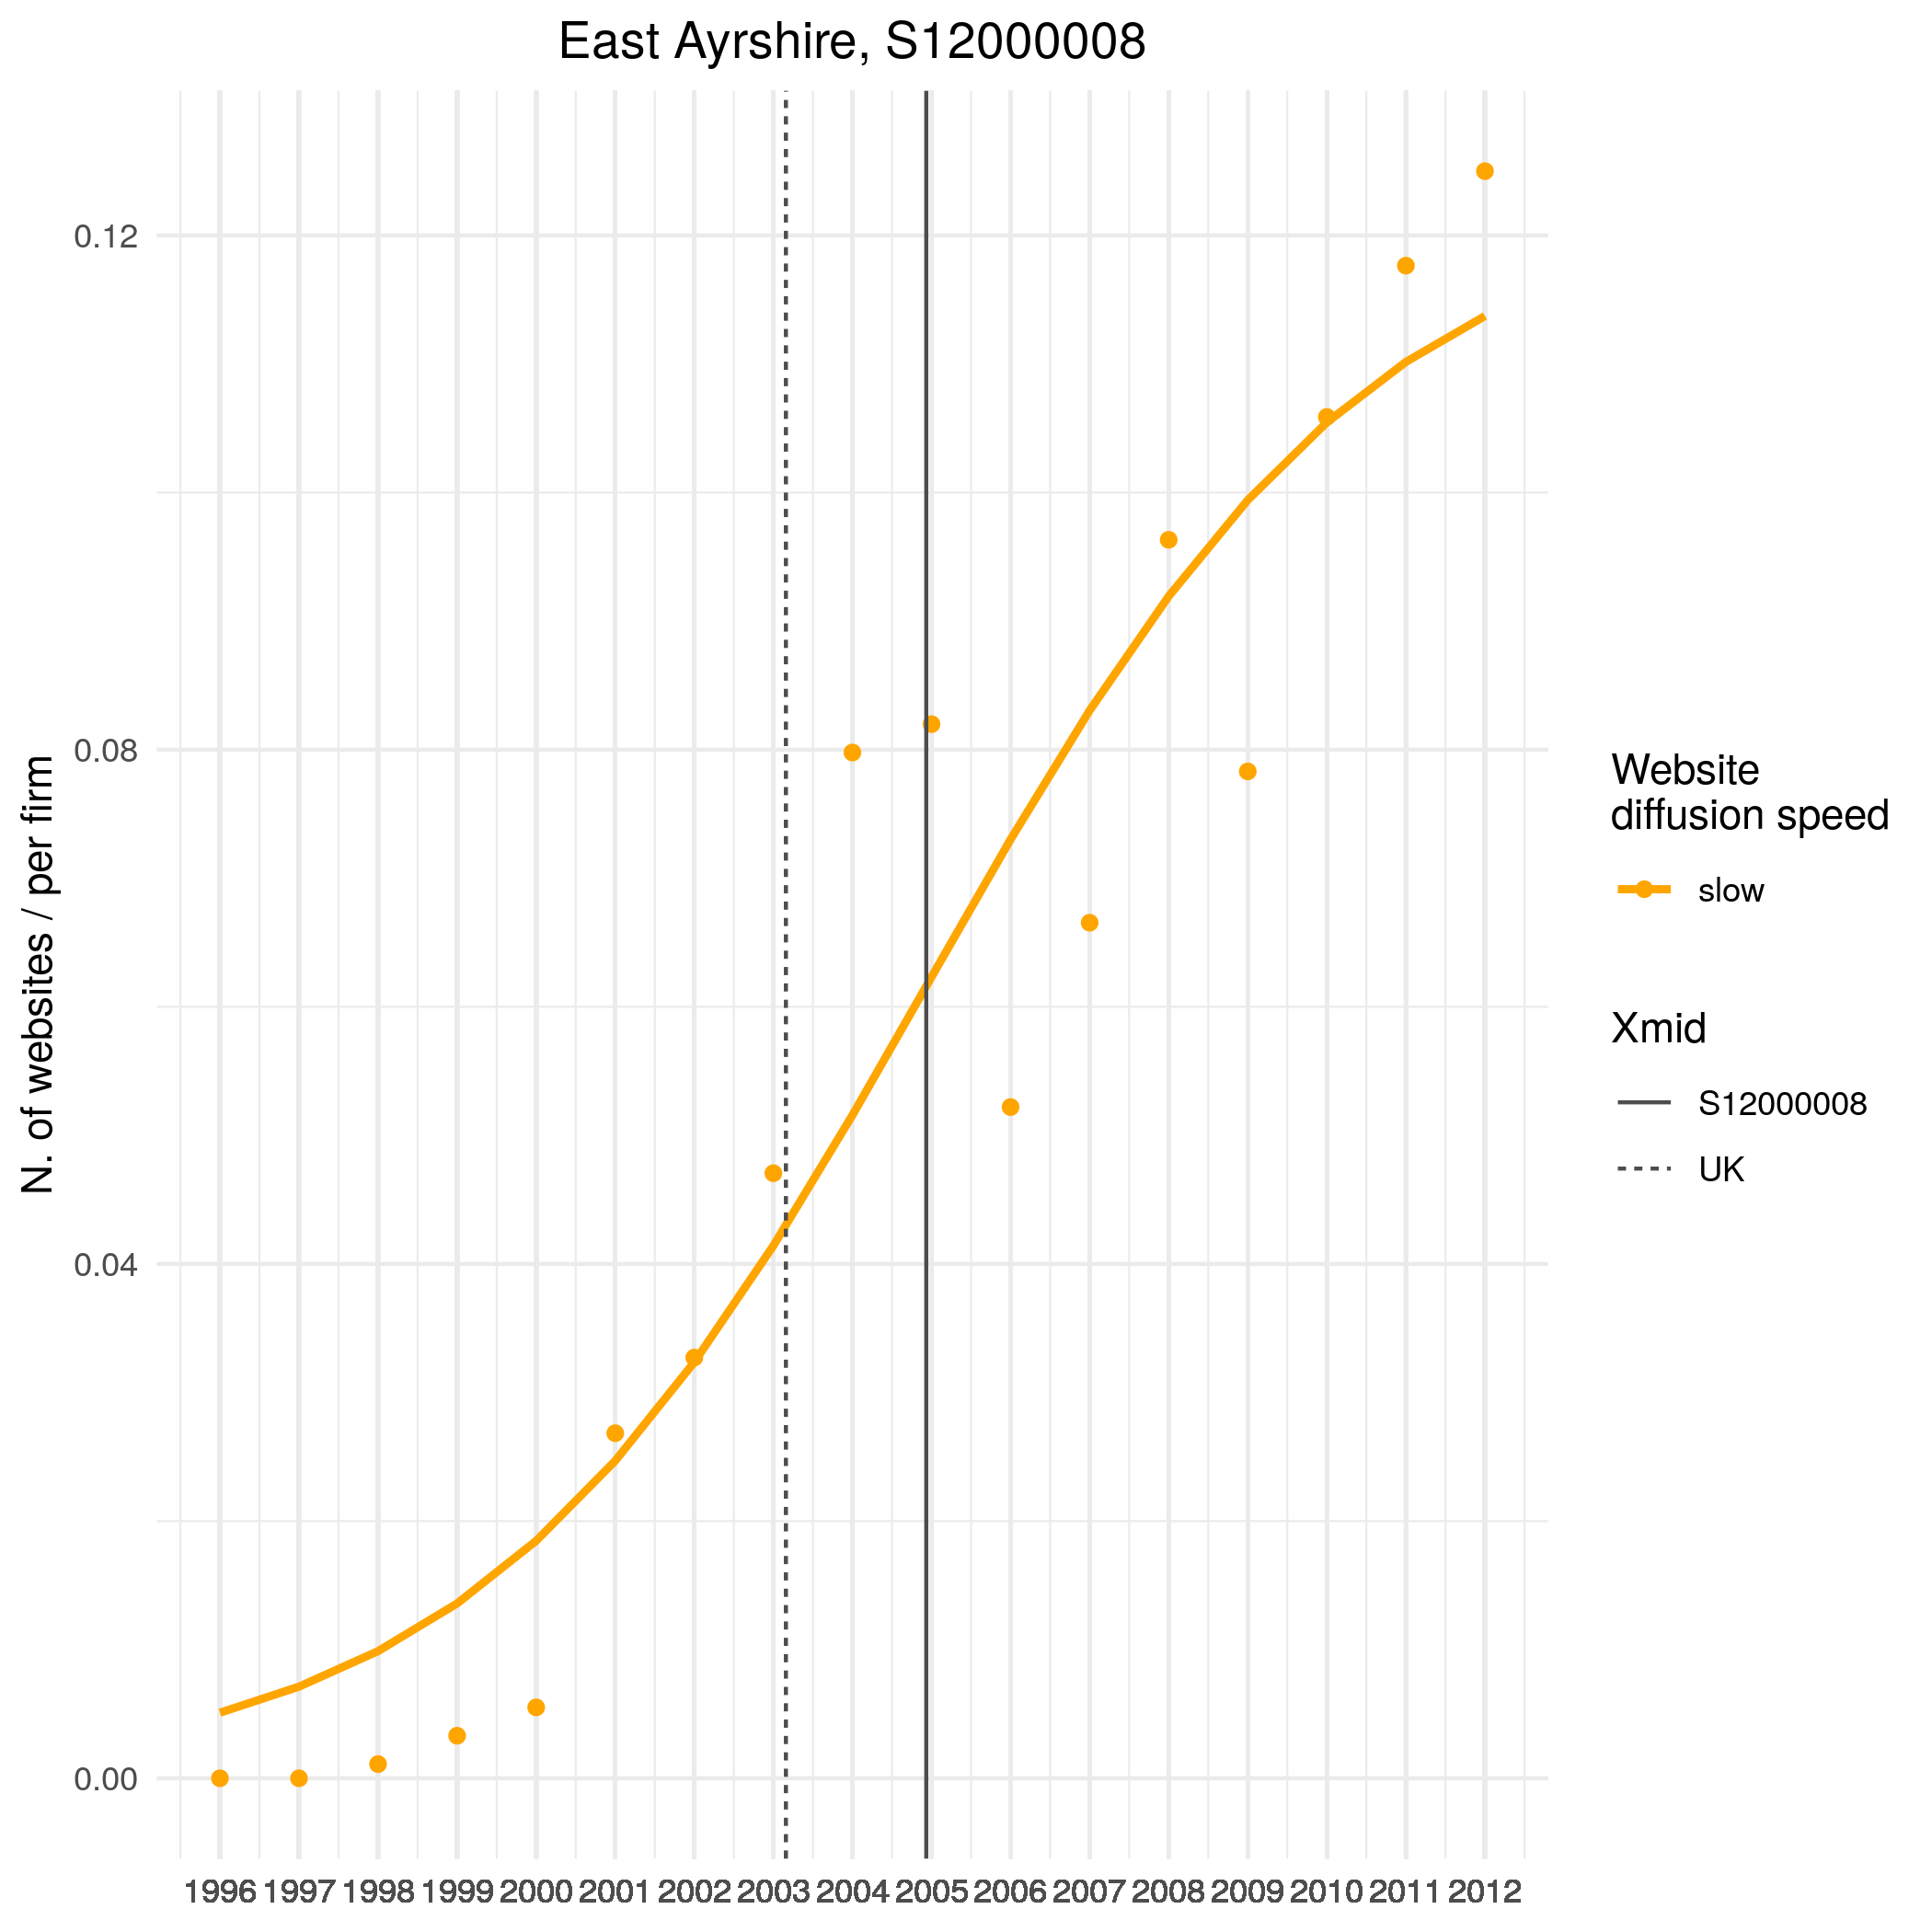 East Ayrshire, S12000008
N. of websites / per firm
0.12
0.08
0.04
0.00
1996 1997 1998 1999 2000 2001 2002 2003 2004 2005 2006 2007 2008 2009 2010 2011 2012
Website
diffusion speed
slow
Xmid
S12000008
UK